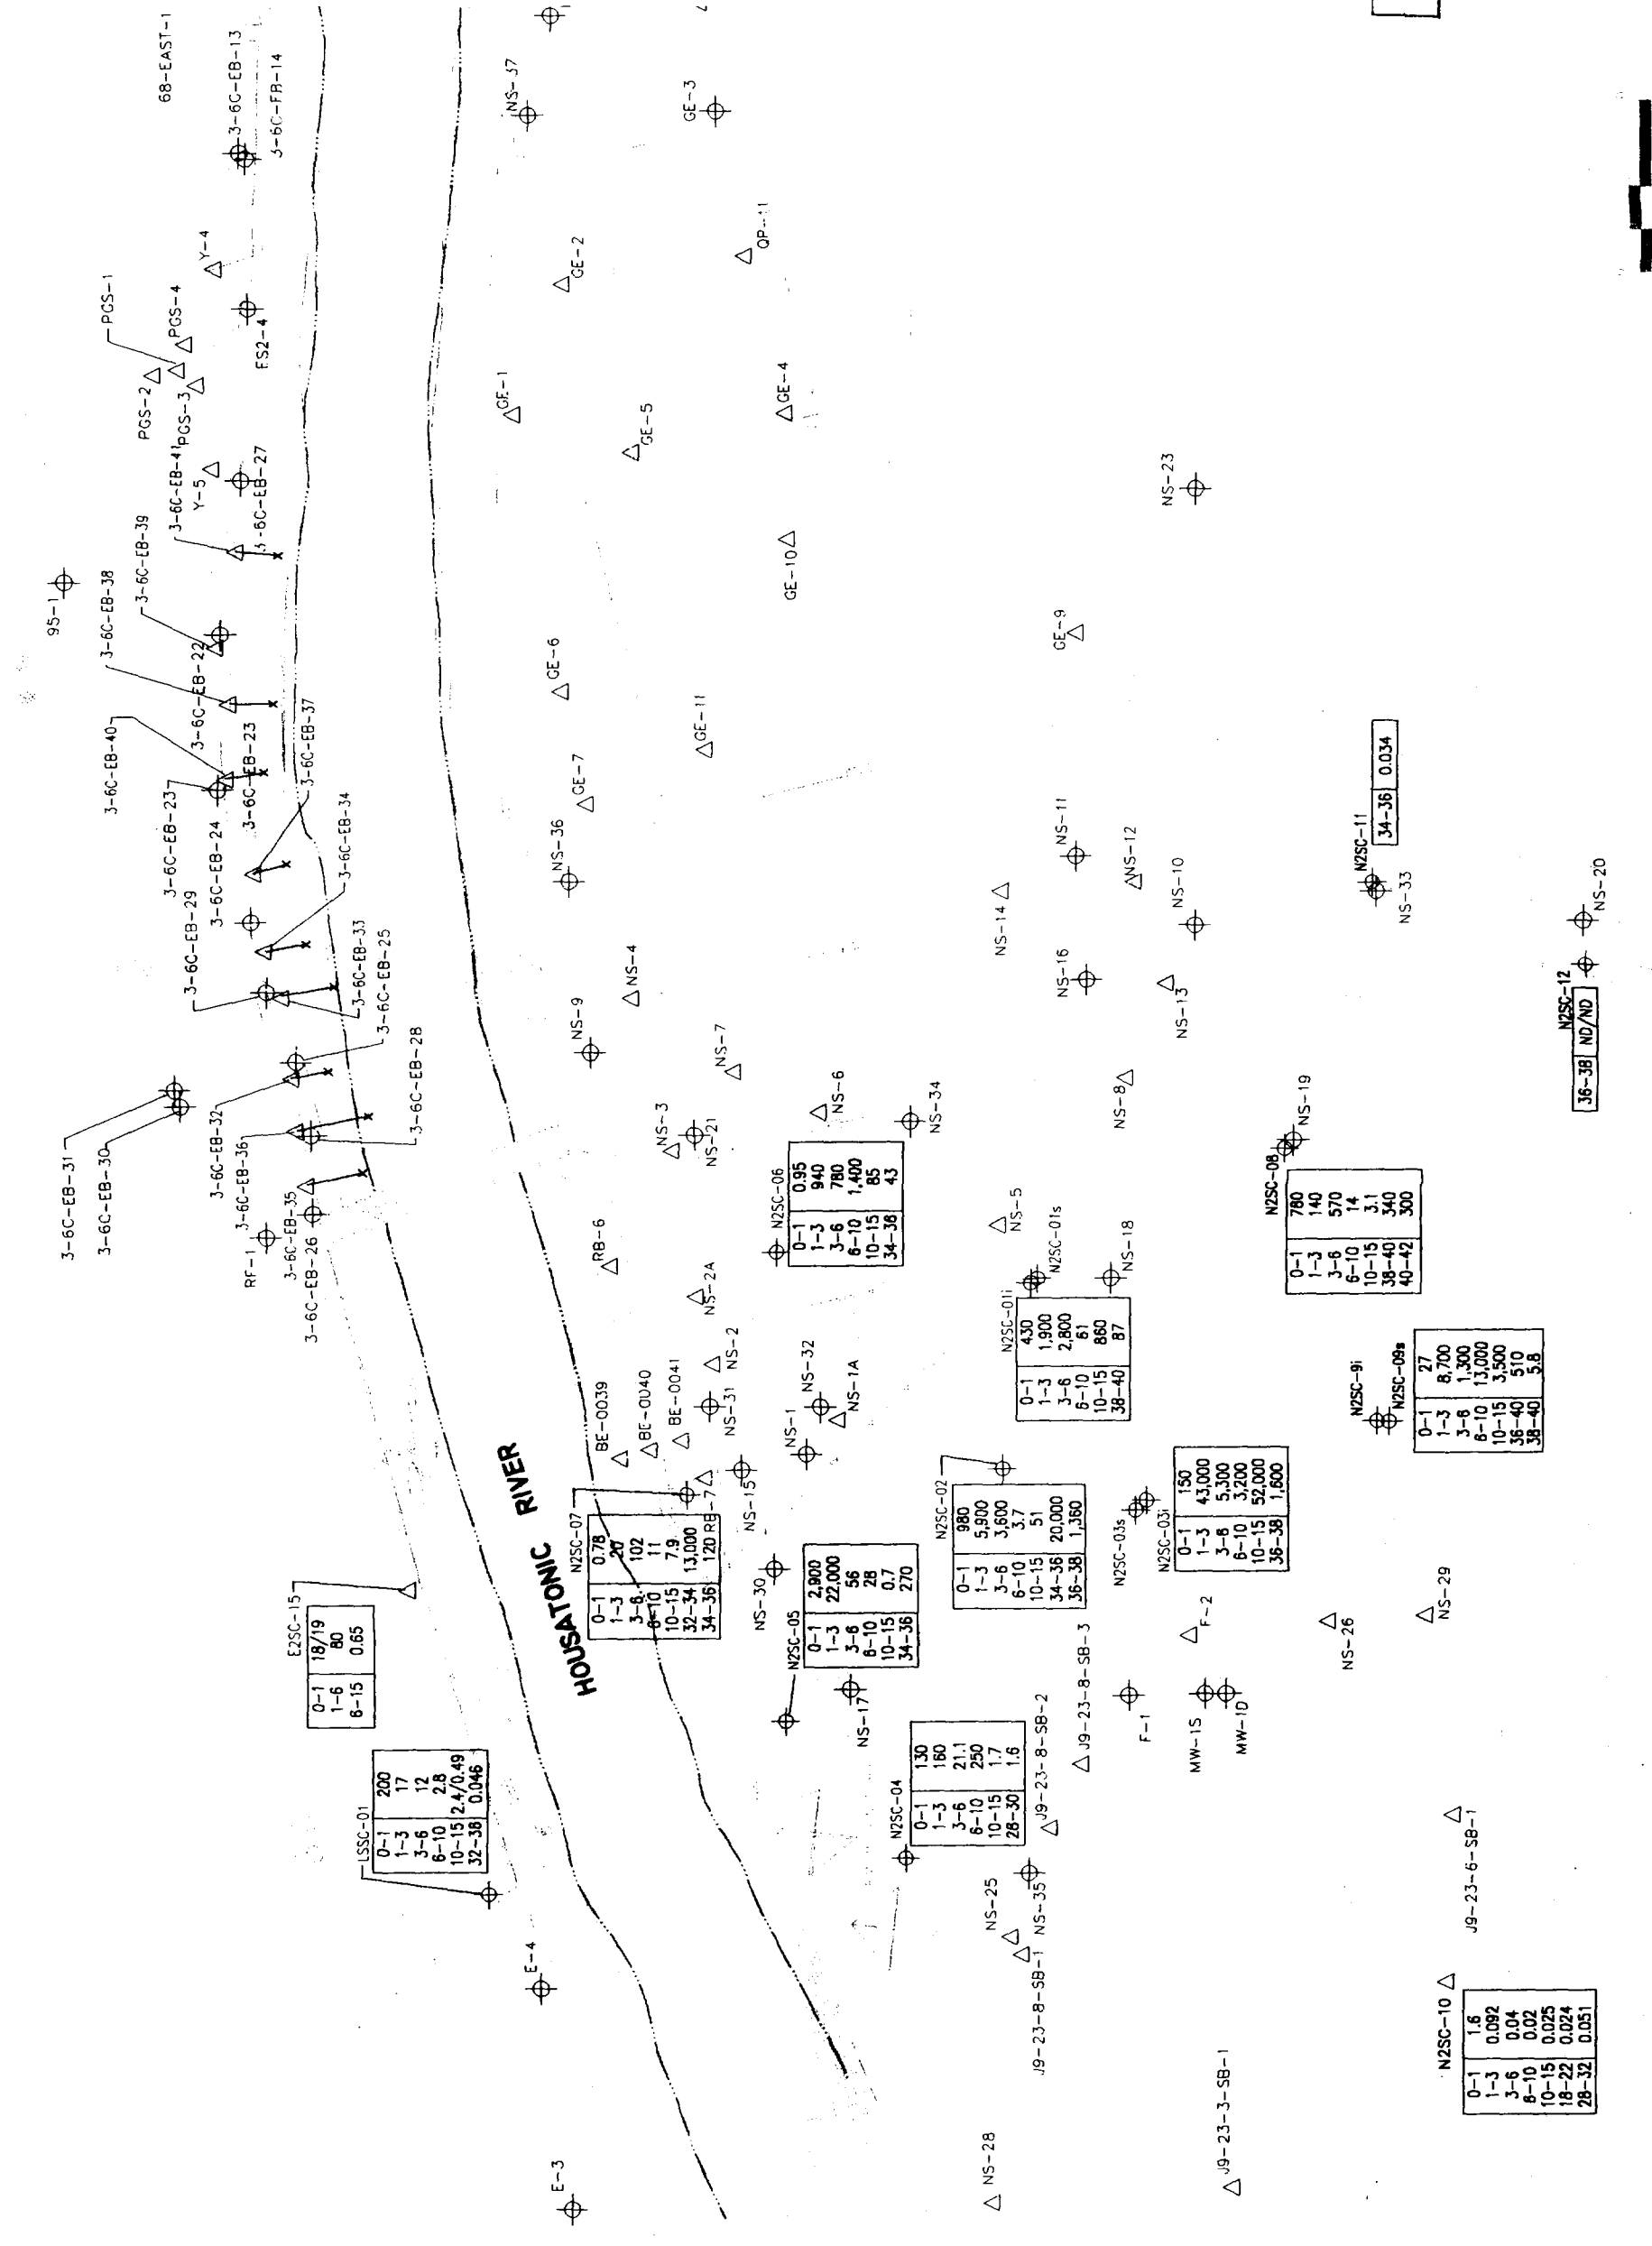 68-EAST-1
3-6C-EB-13
NS-37
GE-3
Y-4
GE-2
QP-11
PGS-1
PGS-4
PGS-2
PGS-3
ES2-4
GE-1
GE-5
GE-4
3-6C-EB-41
Y-5
3-6C-EB-27
3-6C-EB-39
95-1
3-6C-EB-38
3-6C-EB-22
GE-10
NS-23
GE-9
GE-6
GE-11
3-6C-EB-40
3-6C-EB-23
3-6C-EB-37
3-6C-EB-23
3-6C-EB-24
3-6C-EB-34
GE-7
NS-36
NS-11
NS-12
NS-14
NS-10
N2SC-11
34-36 0.034
NS-33
NS-20
3-6C-EB-29
3-6C-EB-33
3-6C-EB-25
NS-4
NS-9
NS-16
NS-13
N2SC-12
36-38 ND/ND
3-6C-EB-31
3-6C-EB-30
3-6C-EB-32
3-6C-EB-36
3-6C-EB-28
NS-7
NS-3
NS-21
NS-6
NS-34
NS-8
NS-19
RF-1
3-6C-EB-35
3-6C-EB-26
RB-6
NS-2A
N2SC-06
0-1 0.95
1-3 940
3-6 780
6-10 1,400
10-15 85
34-36 43
NS-5
N2SC-01s
NS-18
N2SC-01i
0-1 430
1-3 1,900
3-6 2,800
6-10 61
10-15 860
38-40 87
N2SC-08
0-1 780
1-3 140
3-6 570
6-10 14
10-15 3.1
38-40 340
40-42 300
N2SC-9i
N2SC-09s
0-1 27
1-3 8,700
3-6 1,300
6-10 13,000
10-15 3,500
36-40 510
38-40 5.8
BE-0039
BE-0040
BE-0041
NS-2
NS-31
NS-32
NS-1A
NS-1
NS-15
RB-7
HOUSATONIC RIVER
N2SC-07
0-1 0.78
1-3 20
3-6 102
6-10 11
10-15 7.9
32-34 13,000
34-36 120
NS-30
N2SC-05
0-1 2,900
1-3 22,000
3-6 56
6-10 28
10-15 0.7
34-36 270
NS-17
N2SC-02
0-1 980
1-3 5,900
3-6 3,600
6-10 3.7
10-15 51
34-36 20,000
36-38 1,360
N2SC-03s
N2SC-03i
0-1 150
1-3 43,000
3-6 5,300
6-10 3,200
10-15 52,000
36-38 1,600
E2SC-15
0-1 18/19
1-6 80
6-15 0.65
LSSC-01
0-1 200
1-3 17
3-6 12
6-10 2.8
10-15 2.4/0.49
32-38 0.046
N2SC-04
0-1 130
1-3 160
3-6 21.1
6-10 250
10-15 1.7
28-30 1.6
J9-23-8-SB-2
J9-23-8-SB-3
F-1
F-2
MW-1S
MW-1D
NS-26
NS-29
E-4
E-3
NS-25
NS-35
J9-23-8-SB-1
J9-23-6-SB-1
NS-28
J9-23-3-SB-1
N2SC-10
0-1 1.6
1-3 0.092
3-6 0.04
6-10 0.02
10-15 0.025
18-22 0.024
28-32 0.051